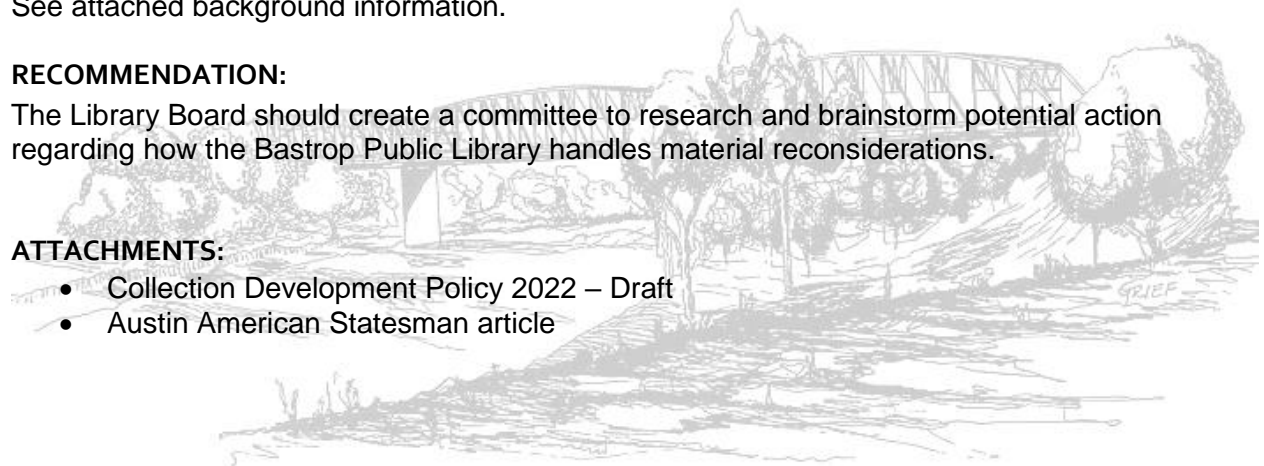 See attached background information.
RECOMMENDATION:
The Library Board should create a committee to research and brainstorm potential action
regarding how the Bastrop Public Library handles material reconsiderations.
ATTACHMENTS:
• Collection Development Policy 2022 – Draft
• Austin American Statesman article
GRIEF